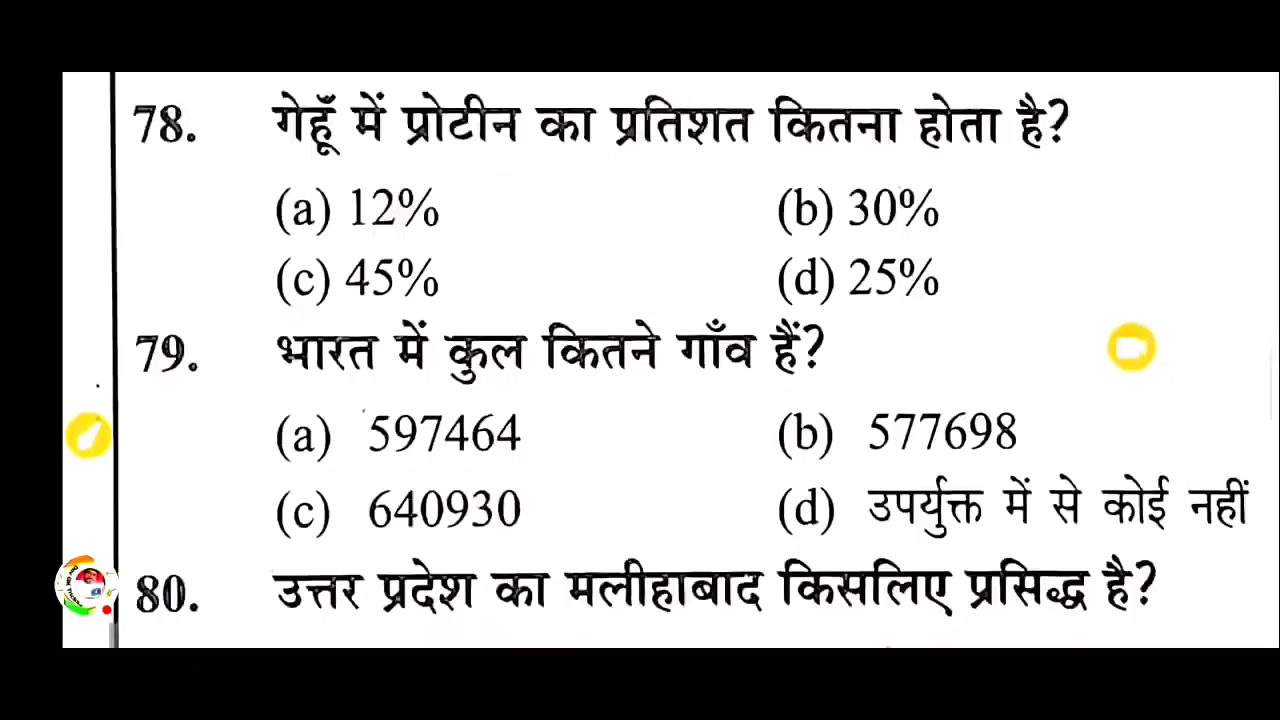 78. गेहूँ में प्रोटीन का प्रतिशत कितना होता है?
(a) 12% (b) 30%
(c) 45% (d) 25%
79. भारत में कुल कितने गाँव हैं?
(a) 597464 (b) 577698
(c) 640930 (d) उपर्युक्त में से कोई नहीं
80. उत्तर प्रदेश का मलीहाबाद किसलिए प्रसिद्ध है?